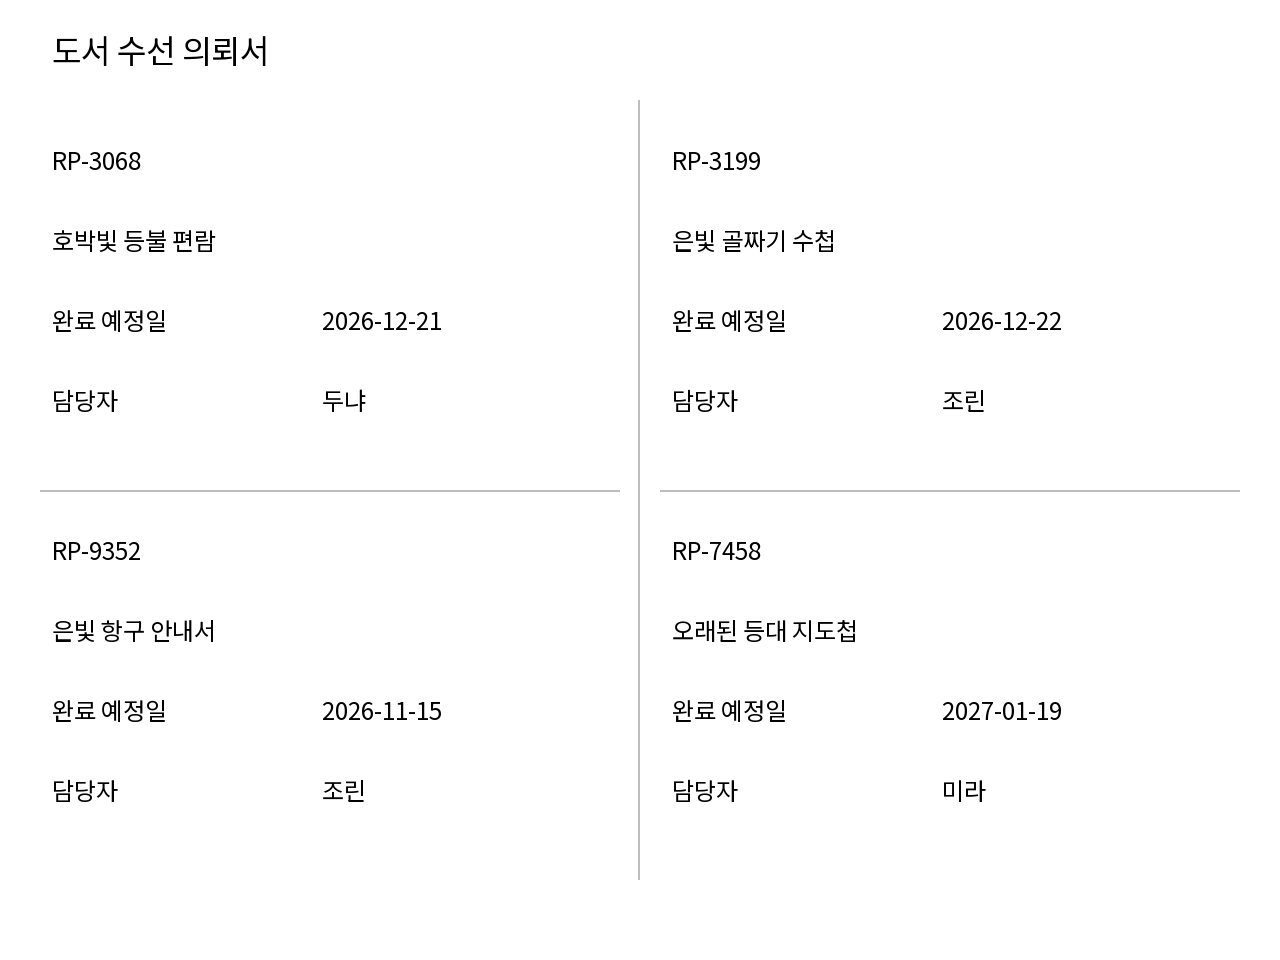 도서 수선 의뢰서
RP-3068
호박빛 등불 편람
완료 예정일 2026-12-21
담당자 두냐
RP-3199
은빛 골짜기 수첩
완료 예정일 2026-12-22
담당자 조린
RP-9352
은빛 항구 안내서
완료 예정일 2026-11-15
담당자 조린
RP-7458
오래된 등대 지도첩
완료 예정일 2027-01-19
담당자 미라